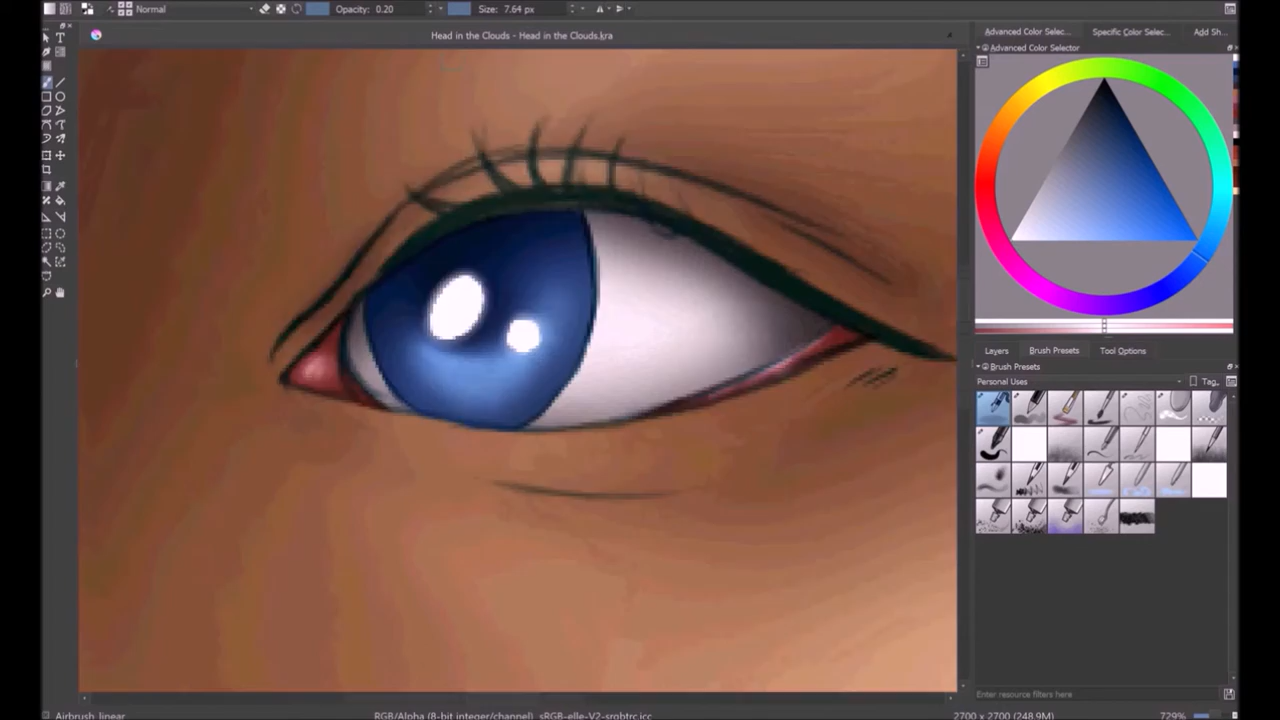 Normal
Opacity: 0.20
Size: 7.64 px
Head in the Clouds - Head in the Clouds.kra
Advanced Color Selec...
Specific Color Selec...
Add Sh...
Advanced Color Selector
Layers
Brush Presets
Tool Options
Brush Presets
Personal Uses
Tag
Enter resource filters here
Airbrush_linear
RGB/Alpha (8-bit integer/channel) sRGB-elle-V2-srgbtrc.icc
2700 x 2700 (248.9M)
729%